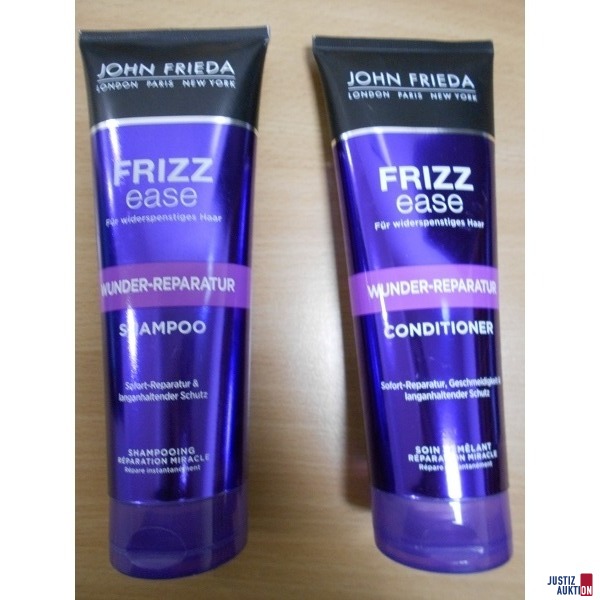 JOHN FRIEDA
LONDON PARIS NEW YORK
FRIZZ
ease
Für widerspenstiges Haar
WUNDER-REPARATUR
SHAMPOO
Sofort-Reparatur &
langanhaltender Schutz
SHAMPOOING
RÉPARATION MIRACLE
Répare instantanément
JOHN FRIEDA
LONDON PARIS NEW YORK
FRIZZ
ease
Für widerspenstiges Haar
WUNDER-REPARATUR
CONDITIONER
Sofort-Reparatur, Geschmeidigkeit &
langanhaltender Schutz
SOIN DÉMÊLANT
RÉPARATION MIRACLE
Répare instantanément
JUSTIZ
AUKTION